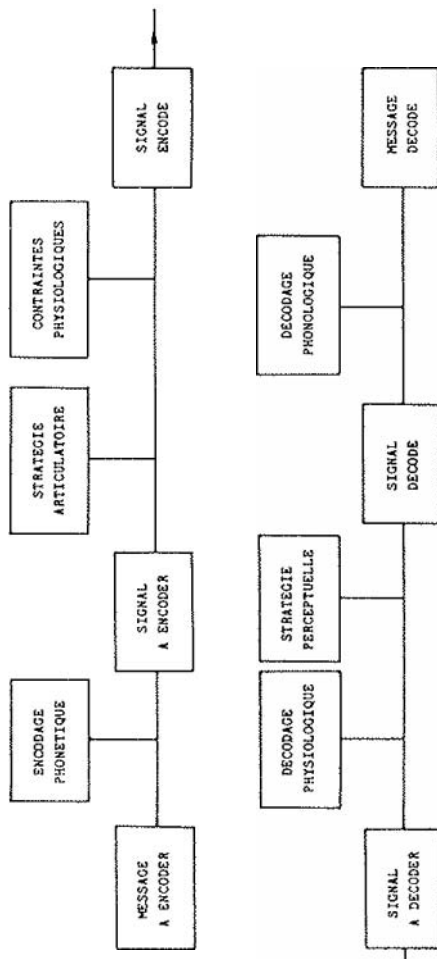 MESSAGE
A ENCODER
ENCODAGE
PHONETIQUE
SIGNAL
A ENCODER
STRATEGIE
ARTICULATOIRE
CONTRAINTES
PHYSIOLOGIQUES
SIGNAL
ENCODE
SIGNAL
A DECODER
DECODAGE
PHYSIOLOGIQUE
STRATEGIE
PERCEPTUELLE
SIGNAL
DECODE
DECODAGE
PHONOLOGIQUE
MESSAGE
DECODE